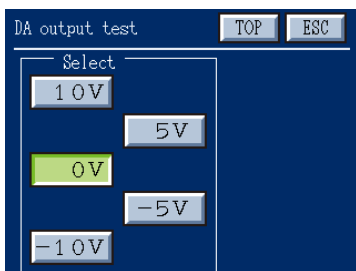 DA output test TOP ESC
Select
10V
5V
0V
−5V
−10V